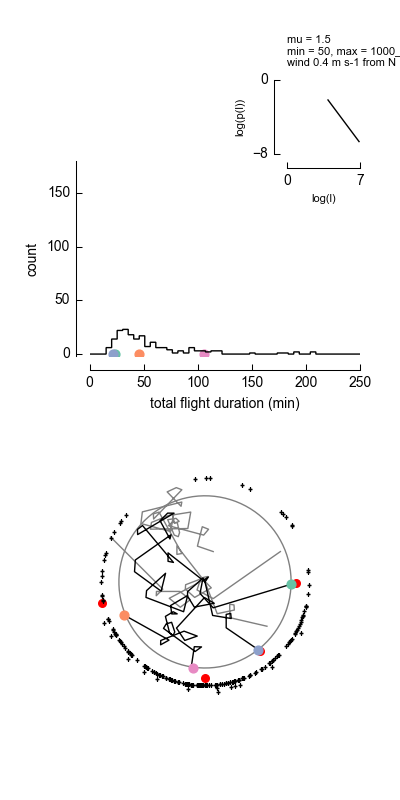 mu = 1.5
min = 50, max = 1000_
wind 0.4 m s-1 from N
0
log(p(l))
−8
0
7
log(l)
150
100
50
0
count
0
50
100
150
200
250
total flight duration (min)